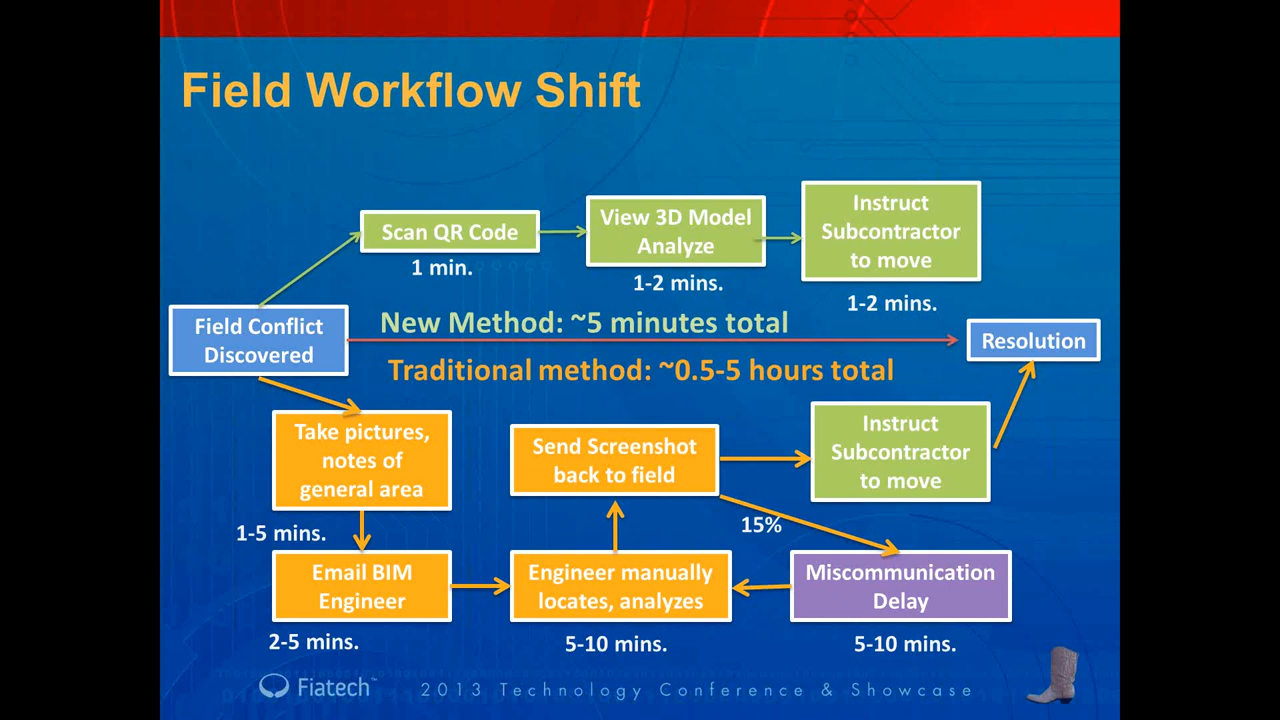 Field Workflow Shift
Scan QR Code
1 min.
View 3D Model
Analyze
1-2 mins.
Instruct
Subcontractor
to move
1-2 mins.
Field Conflict
Discovered
New Method: ~5 minutes total
Traditional method: ~0.5-5 hours total
Resolution
Take pictures,
notes of
general area
1-5 mins.
Send Screenshot
back to field
Instruct
Subcontractor
to move
15%
Email BIM
Engineer
2-5 mins.
Engineer manually
locates, analyzes
5-10 mins.
Miscommunication
Delay
5-10 mins.
Fiatech™
2013 Technology Conference & Showcase